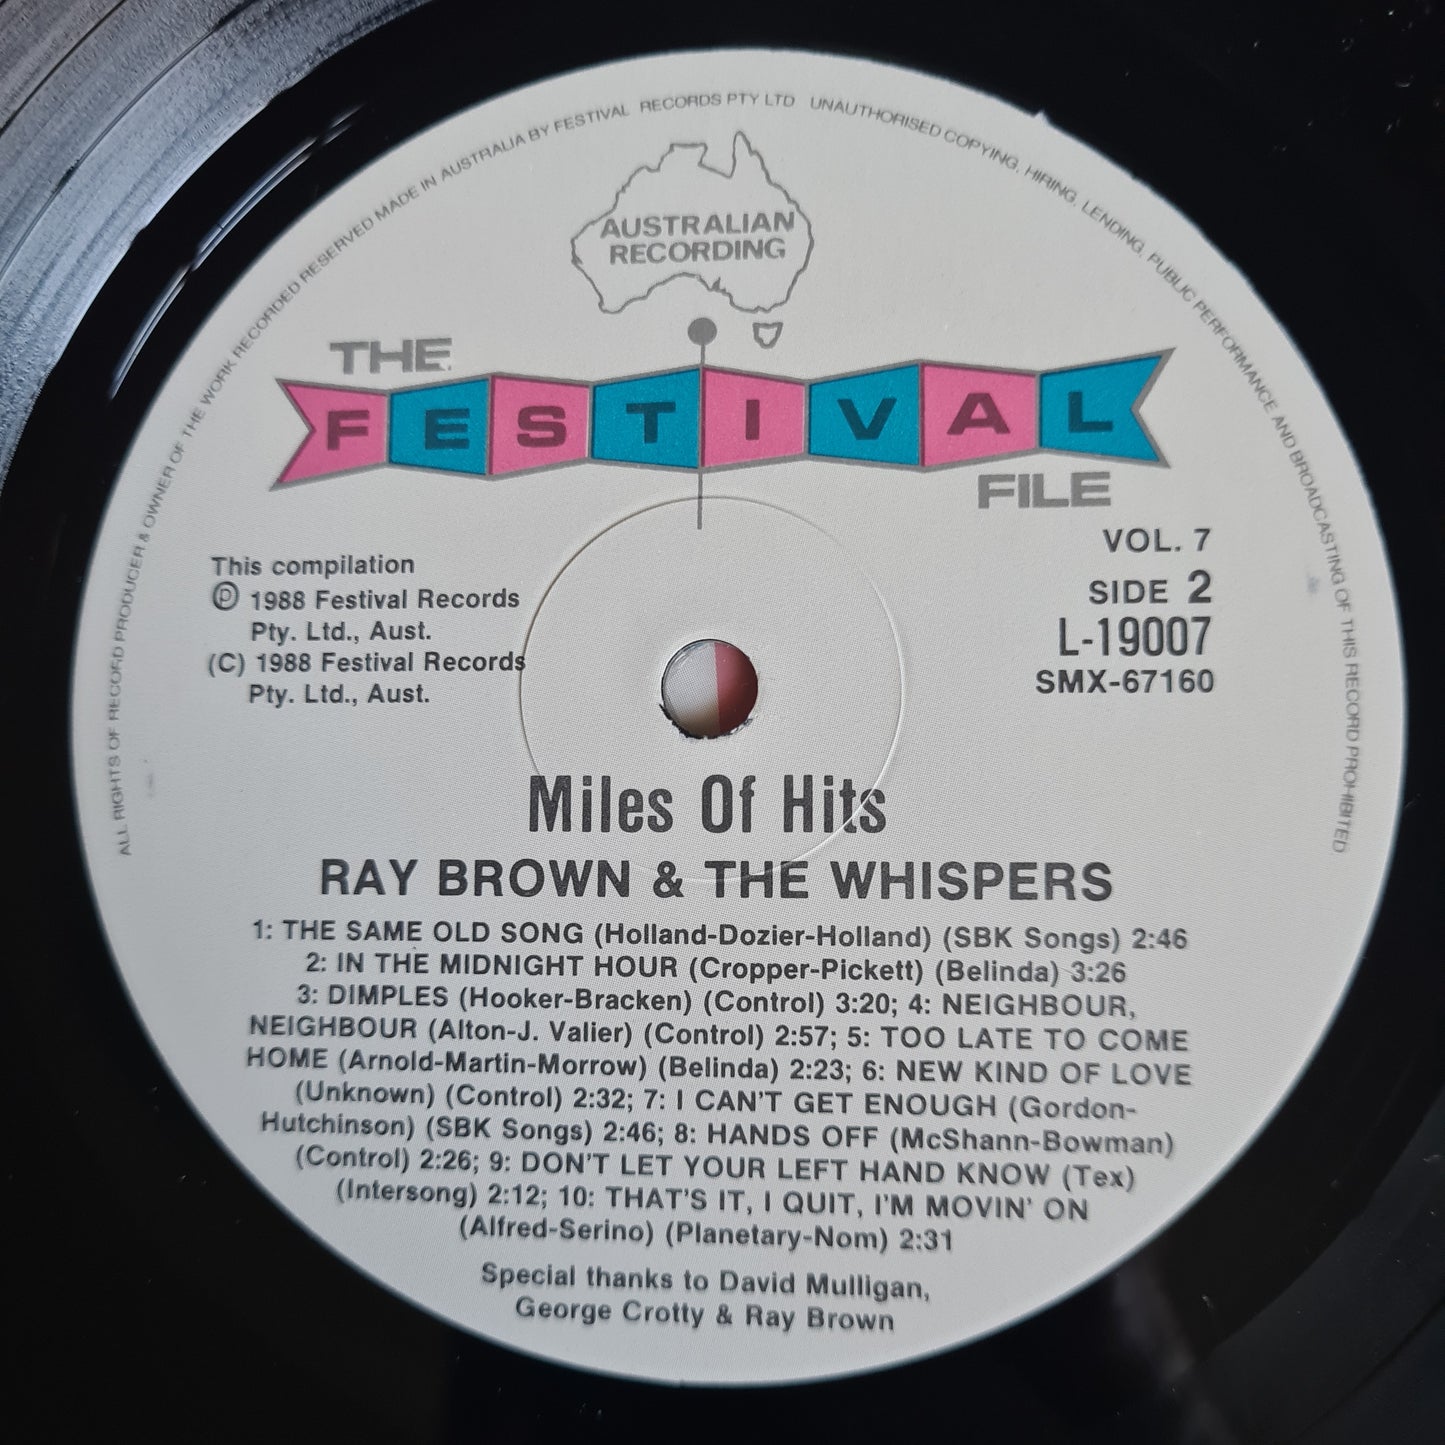 ALL RIGHTS OF RECORD PRODUCER & OWNER OF THE WORK RECORDED RESERVED MADE IN AUSTRALIA BY FESTIVAL RECORDS PTY LTD UNAUTHORISED COPYING, HIRING, LENDING, PUBLIC PERFORMANCE AND BROADCASTING OF THIS RECORD PROHIBITED
AUSTRALIAN
RECORDING
THE
FESTIVAL
FILE
VOL. 7
SIDE 2
L-19007
SMX-67160
This compilation
Ⓟ 1988 Festival Records
Pty. Ltd., Aust.
(C) 1988 Festival Records
Pty. Ltd., Aust.
Miles Of Hits
RAY BROWN & THE WHISPERS
1: THE SAME OLD SONG (Holland-Dozier-Holland) (SBK Songs) 2:46
2: IN THE MIDNIGHT HOUR (Cropper-Pickett) (Belinda) 3:26
3: DIMPLES (Hooker-Bracken) (Control) 3:20; 4: NEIGHBOUR,
NEIGHBOUR (Alton-J. Valier) (Control) 2:57; 5: TOO LATE TO COME
HOME (Arnold-Martin-Morrow) (Belinda) 2:23; 6: NEW KIND OF LOVE
(Unknown) (Control) 2:32; 7: I CAN'T GET ENOUGH (Gordon-
Hutchinson) (SBK Songs) 2:46; 8: HANDS OFF (McShann-Bowman)
(Control) 2:26; 9: DON'T LET YOUR LEFT HAND KNOW (Tex)
(Intersong) 2:12; 10: THAT'S IT, I QUIT, I'M MOVIN' ON
(Alfred-Serino) (Planetary-Nom) 2:31
Special thanks to David Mulligan,
George Crotty & Ray Brown